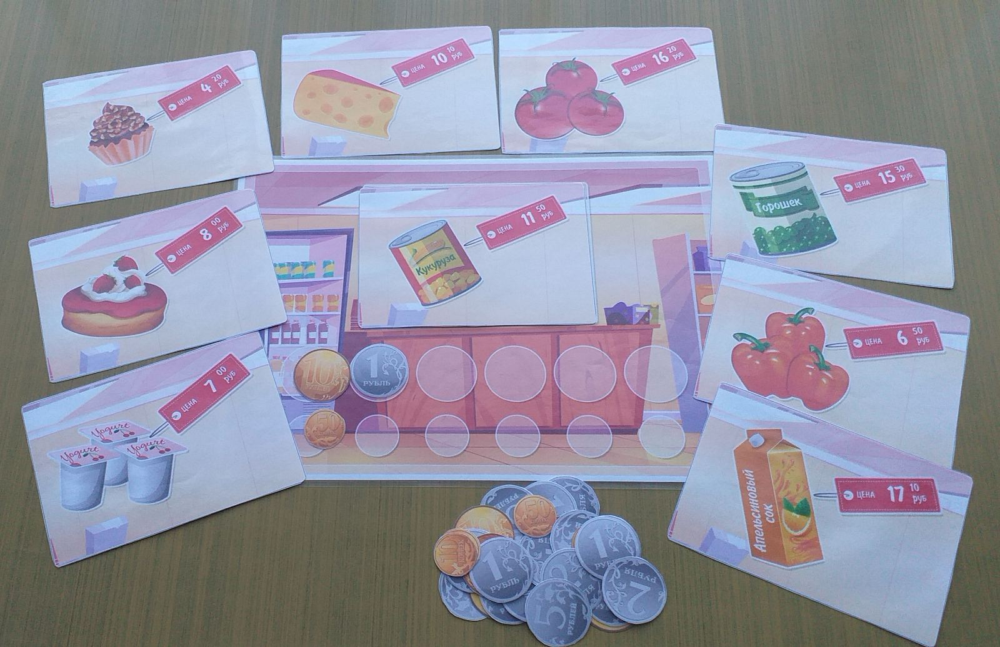 ЦЕНА 4 20 руб
ЦЕНА 10 10 руб
ЦЕНА 16 20 руб
ЦЕНА 8 00 руб
ЦЕНА 11 50 руб
Кукуруза
ЦЕНА 15 30 руб
Горошек
ЦЕНА 7 00 руб
Yogurt
Yogurt
Yogurt
ЦЕНА 6 50 руб
ЦЕНА 17 10 руб
Апельсиновый
сок
10
РУБЛЕЙ
1
РУБЛЬ
50
50
10
КОПЕЕК
1
РУБЛЬ
1
5
РУБЛЕЙ
2
РУБЛЯ